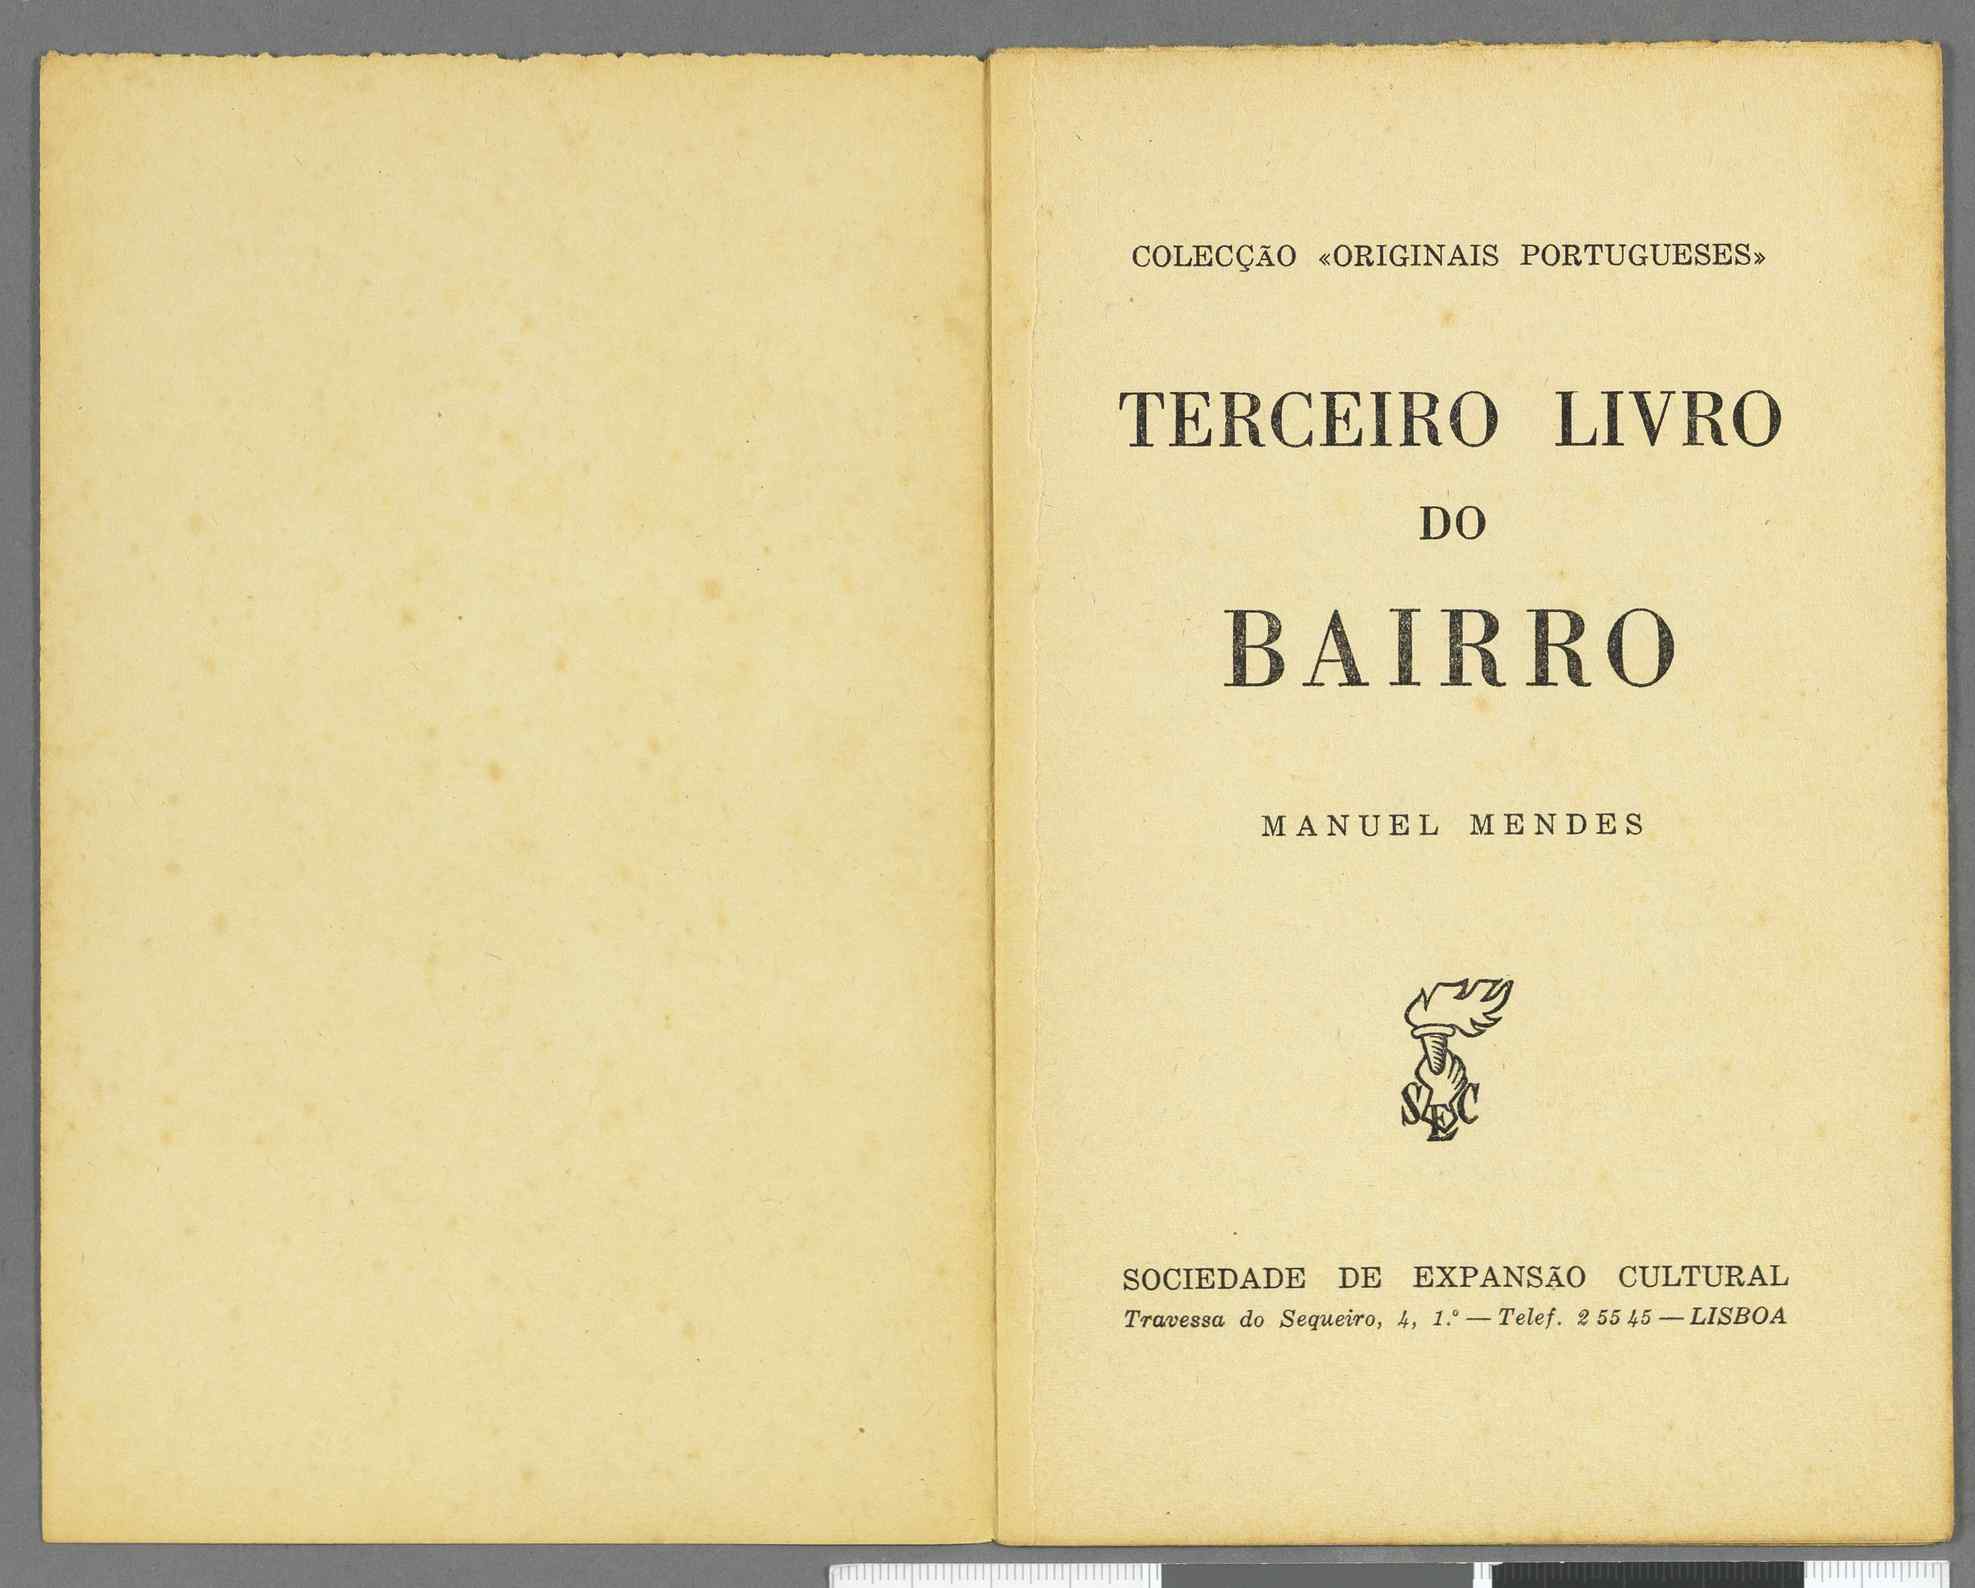 COLECÇÃO «ORIGINAIS PORTUGUESES»
TERCEIRO LIVRO
DO
BAIRRO
MANUEL MENDES
SEC
SOCIEDADE DE EXPANSÃO CULTURAL
Travessa do Sequeiro, 4, 1.º — Telef. 2 55 45 — LISBOA